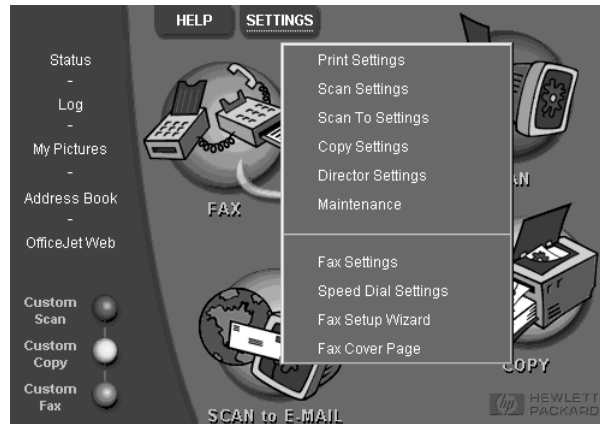 HELP
SETTINGS
Status
-
Log
-
My Pictures
-
Address Book
-
OfficeJet Web
Custom
Scan
Custom
Copy
Custom
Fax
FAX
Print Settings
Scan Settings
Scan To Settings
Copy Settings
Director Settings
Maintenance
Fax Settings
Speed Dial Settings
Fax Setup Wizard
Fax Cover Page
AN
SCAN to E-MAIL
COPY
hp HEWLETT
PACKARD